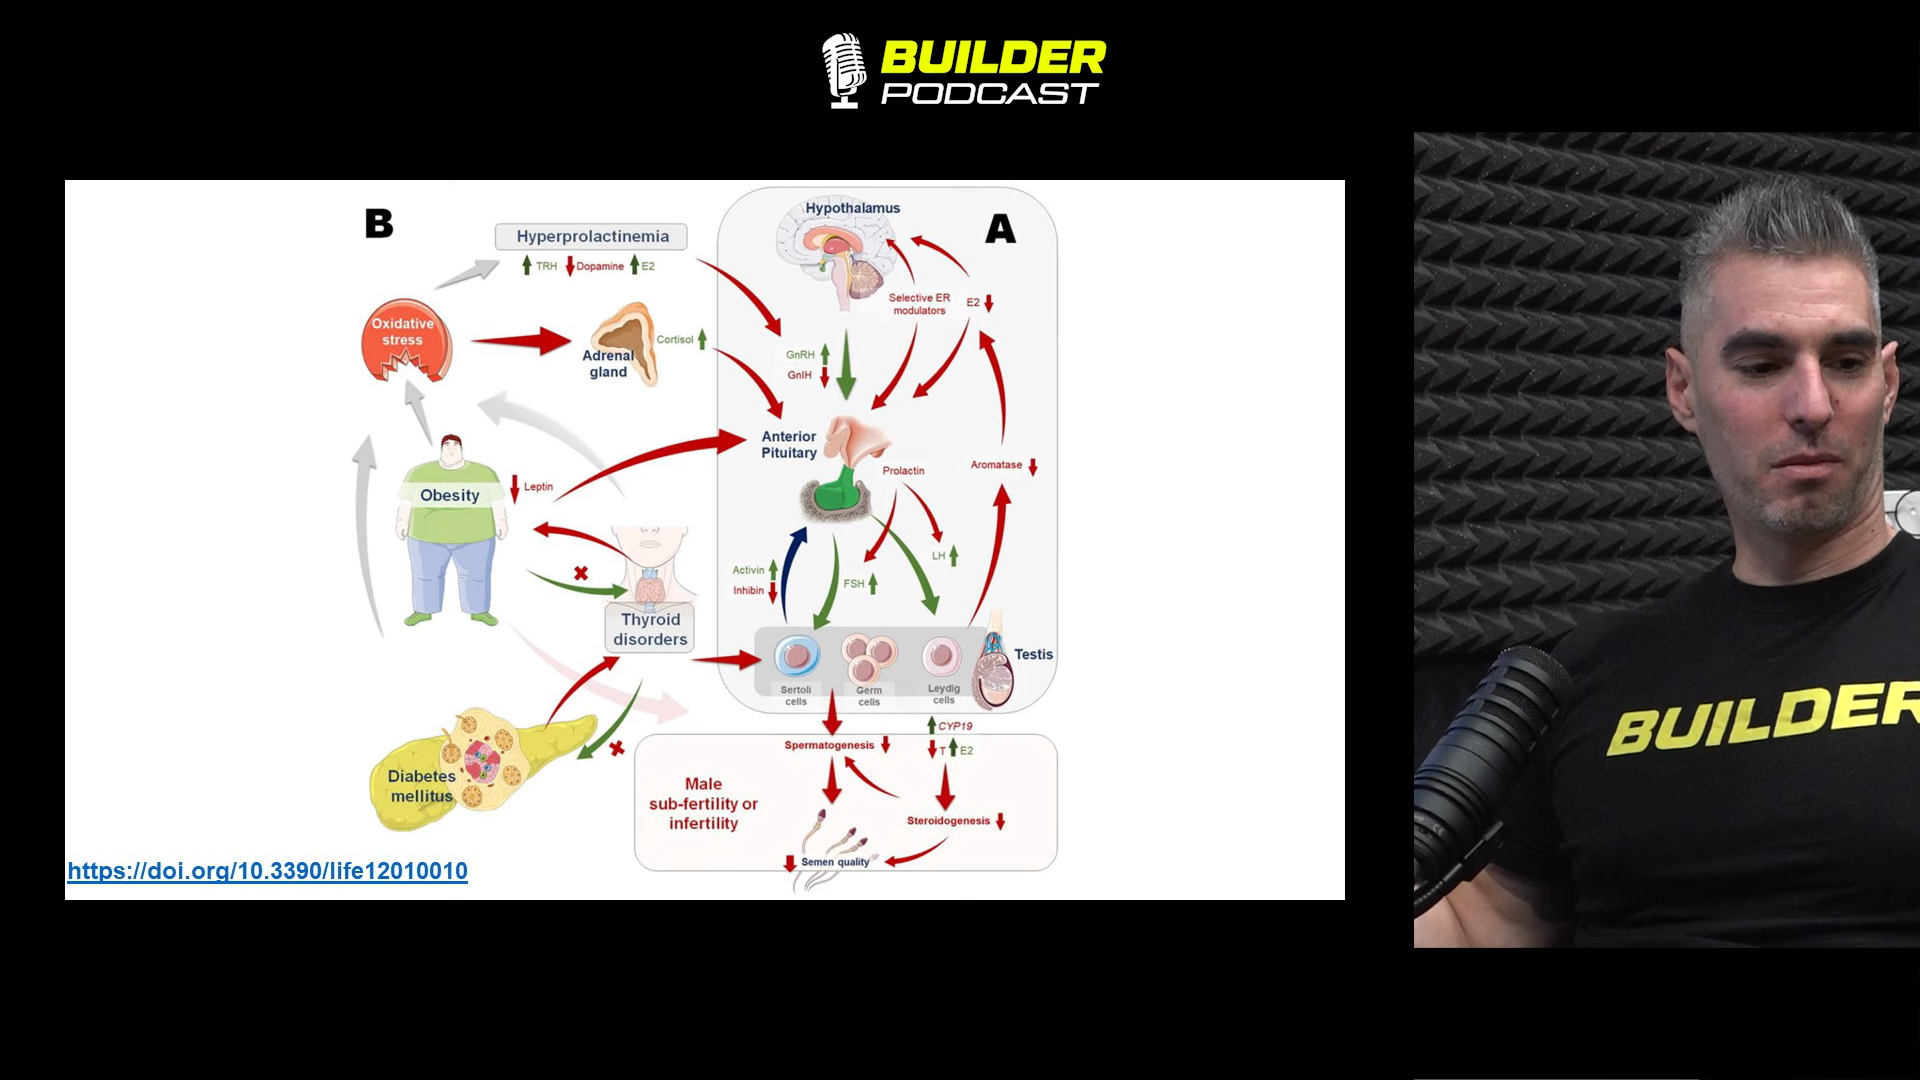 BUILDER
PODCAST
B
Hyperprolactinemia
TRH Dopamine E2
Oxidative
stress
Adrenal
gland
Cortisol
Obesity
Leptin
Thyroid
disorders
Diabetes
mellitus
https://doi.org/10.3390/life12010010
A
Hypothalamus
Selective ER
modulators
E2
GnRH
GnIH
Anterior
Pituitary
Prolactin
Aromatase
LH
FSH
Activin
Inhibin
Testis
Sertoli
cells
Germ
cells
Leydig
cells
CYP19
T E2
Spermatogenesis
Male
sub-fertility or
infertility
Steroidogenesis
Semen quality
BUILDER